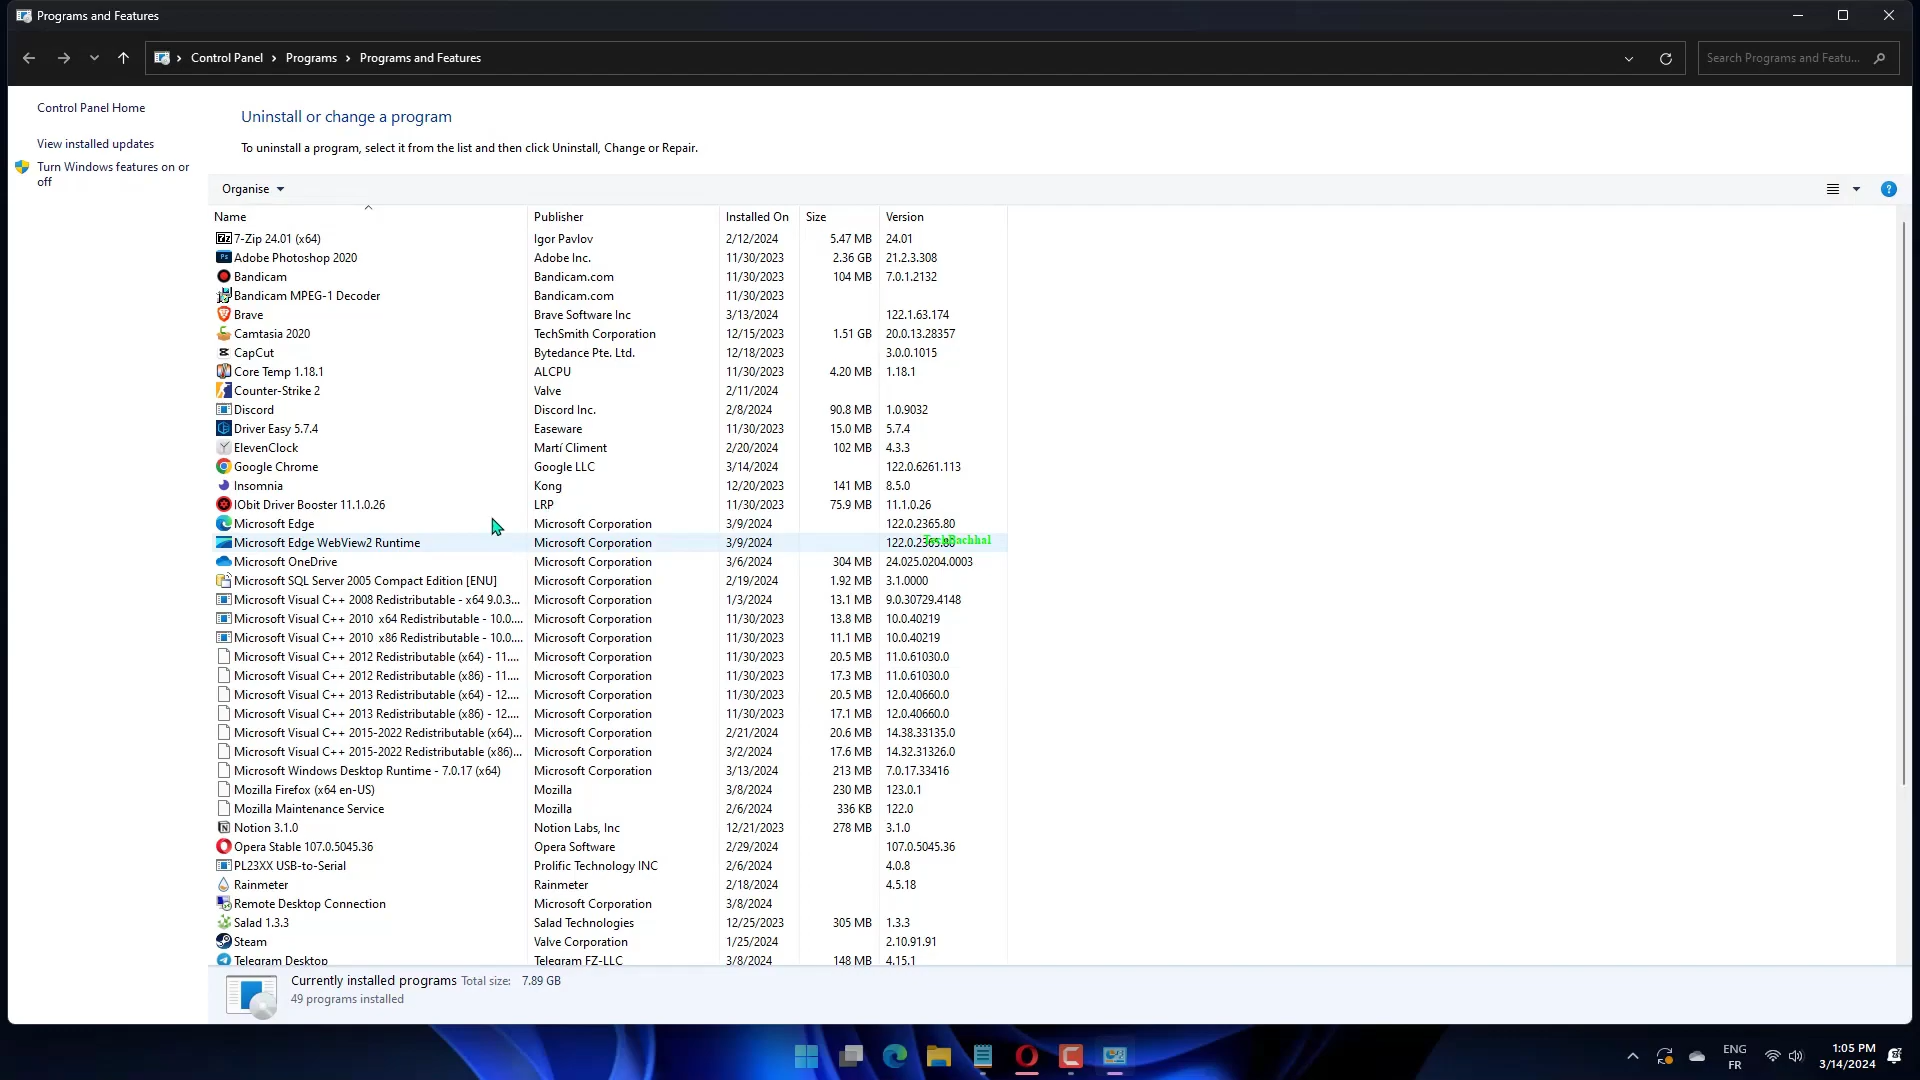 Programs and Features
Control Panel > Programs > Programs and Features
Search Programs and Featu...
Control Panel Home
View installed updates
Turn Windows features on or
off
Uninstall or change a program
To uninstall a program, select it from the list and then click Uninstall, Change or Repair.
Organise
Name Publisher Installed On Size Version
7-Zip 24.01 (x64) Igor Pavlov 2/12/2024 5.47 MB 24.01
Adobe Photoshop 2020 Adobe Inc. 11/30/2023 2.36 GB 21.2.3.308
Bandicam Bandicam.com 11/30/2023 104 MB 7.0.1.2132
Bandicam MPEG-1 Decoder Bandicam.com 11/30/2023
Brave Brave Software Inc 3/13/2024 122.1.63.174
Camtasia 2020 TechSmith Corporation 12/15/2023 1.51 GB 20.0.13.28357
CapCut Bytedance Pte. Ltd. 12/18/2023 3.0.0.1015
Core Temp 1.18.1 ALCPU 11/30/2023 4.20 MB 1.18.1
Counter-Strike 2 Valve 2/11/2024
Discord Discord Inc. 2/8/2024 90.8 MB 1.0.9032
Driver Easy 5.7.4 Easeware 11/30/2023 15.0 MB 5.7.4
ElevenClock Martí Climent 2/20/2024 102 MB 4.3.3
Google Chrome Google LLC 3/14/2024 122.0.6261.113
Insomnia Kong 12/20/2023 141 MB 8.5.0
IObit Driver Booster 11.1.0.26 LRP 11/30/2023 75.9 MB 11.1.0.26
Microsoft Edge Microsoft Corporation 3/9/2024 122.0.2365.80
Microsoft Edge WebView2 Runtime Microsoft Corporation 3/9/2024 122.0.2365.80
Microsoft OneDrive Microsoft Corporation 3/6/2024 304 MB 24.025.0204.0003
Microsoft SQL Server 2005 Compact Edition [ENU] Microsoft Corporation 2/19/2024 1.92 MB 3.1.0000
Microsoft Visual C++ 2008 Redistributable - x64 9.0.3... Microsoft Corporation 1/3/2024 13.1 MB 9.0.30729.4148
Microsoft Visual C++ 2010  x64 Redistributable - 10.0.... Microsoft Corporation 11/30/2023 13.8 MB 10.0.40219
Microsoft Visual C++ 2010  x86 Redistributable - 10.0.... Microsoft Corporation 11/30/2023 11.1 MB 10.0.40219
Microsoft Visual C++ 2012 Redistributable (x64) - 11.... Microsoft Corporation 11/30/2023 20.5 MB 11.0.61030.0
Microsoft Visual C++ 2012 Redistributable (x86) - 11.... Microsoft Corporation 11/30/2023 17.3 MB 11.0.61030.0
Microsoft Visual C++ 2013 Redistributable (x64) - 12.... Microsoft Corporation 11/30/2023 20.5 MB 12.0.40660.0
Microsoft Visual C++ 2013 Redistributable (x86) - 12.... Microsoft Corporation 11/30/2023 17.1 MB 12.0.40660.0
Microsoft Visual C++ 2015-2022 Redistributable (x64)... Microsoft Corporation 2/21/2024 20.6 MB 14.38.33135.0
Microsoft Visual C++ 2015-2022 Redistributable (x86)... Microsoft Corporation 3/2/2024 17.6 MB 14.32.31326.0
Microsoft Windows Desktop Runtime - 7.0.17 (x64) Microsoft Corporation 3/13/2024 213 MB 7.0.17.33416
Mozilla Firefox (x64 en-US) Mozilla 3/8/2024 230 MB 123.0.1
Mozilla Maintenance Service Mozilla 2/6/2024 336 KB 122.0
Notion 3.1.0 Notion Labs, Inc 12/21/2023 278 MB 3.1.0
Opera Stable 107.0.5045.36 Opera Software 2/29/2024 107.0.5045.36
PL23XX USB-to-Serial Prolific Technology INC 2/6/2024 4.0.8
Rainmeter Rainmeter 2/18/2024 4.5.18
Remote Desktop Connection Microsoft Corporation 3/8/2024
Salad 1.3.3 Salad Technologies 12/25/2023 305 MB 1.3.3
Steam Valve Corporation 1/25/2024 2.10.91.91
Telegram Desktop Telegram FZ-LLC 3/8/2024 148 MB 4.15.1
Currently installed programs Total size: 7.89 GB
49 programs installed
ENG
FR
1:05 PM
3/14/2024